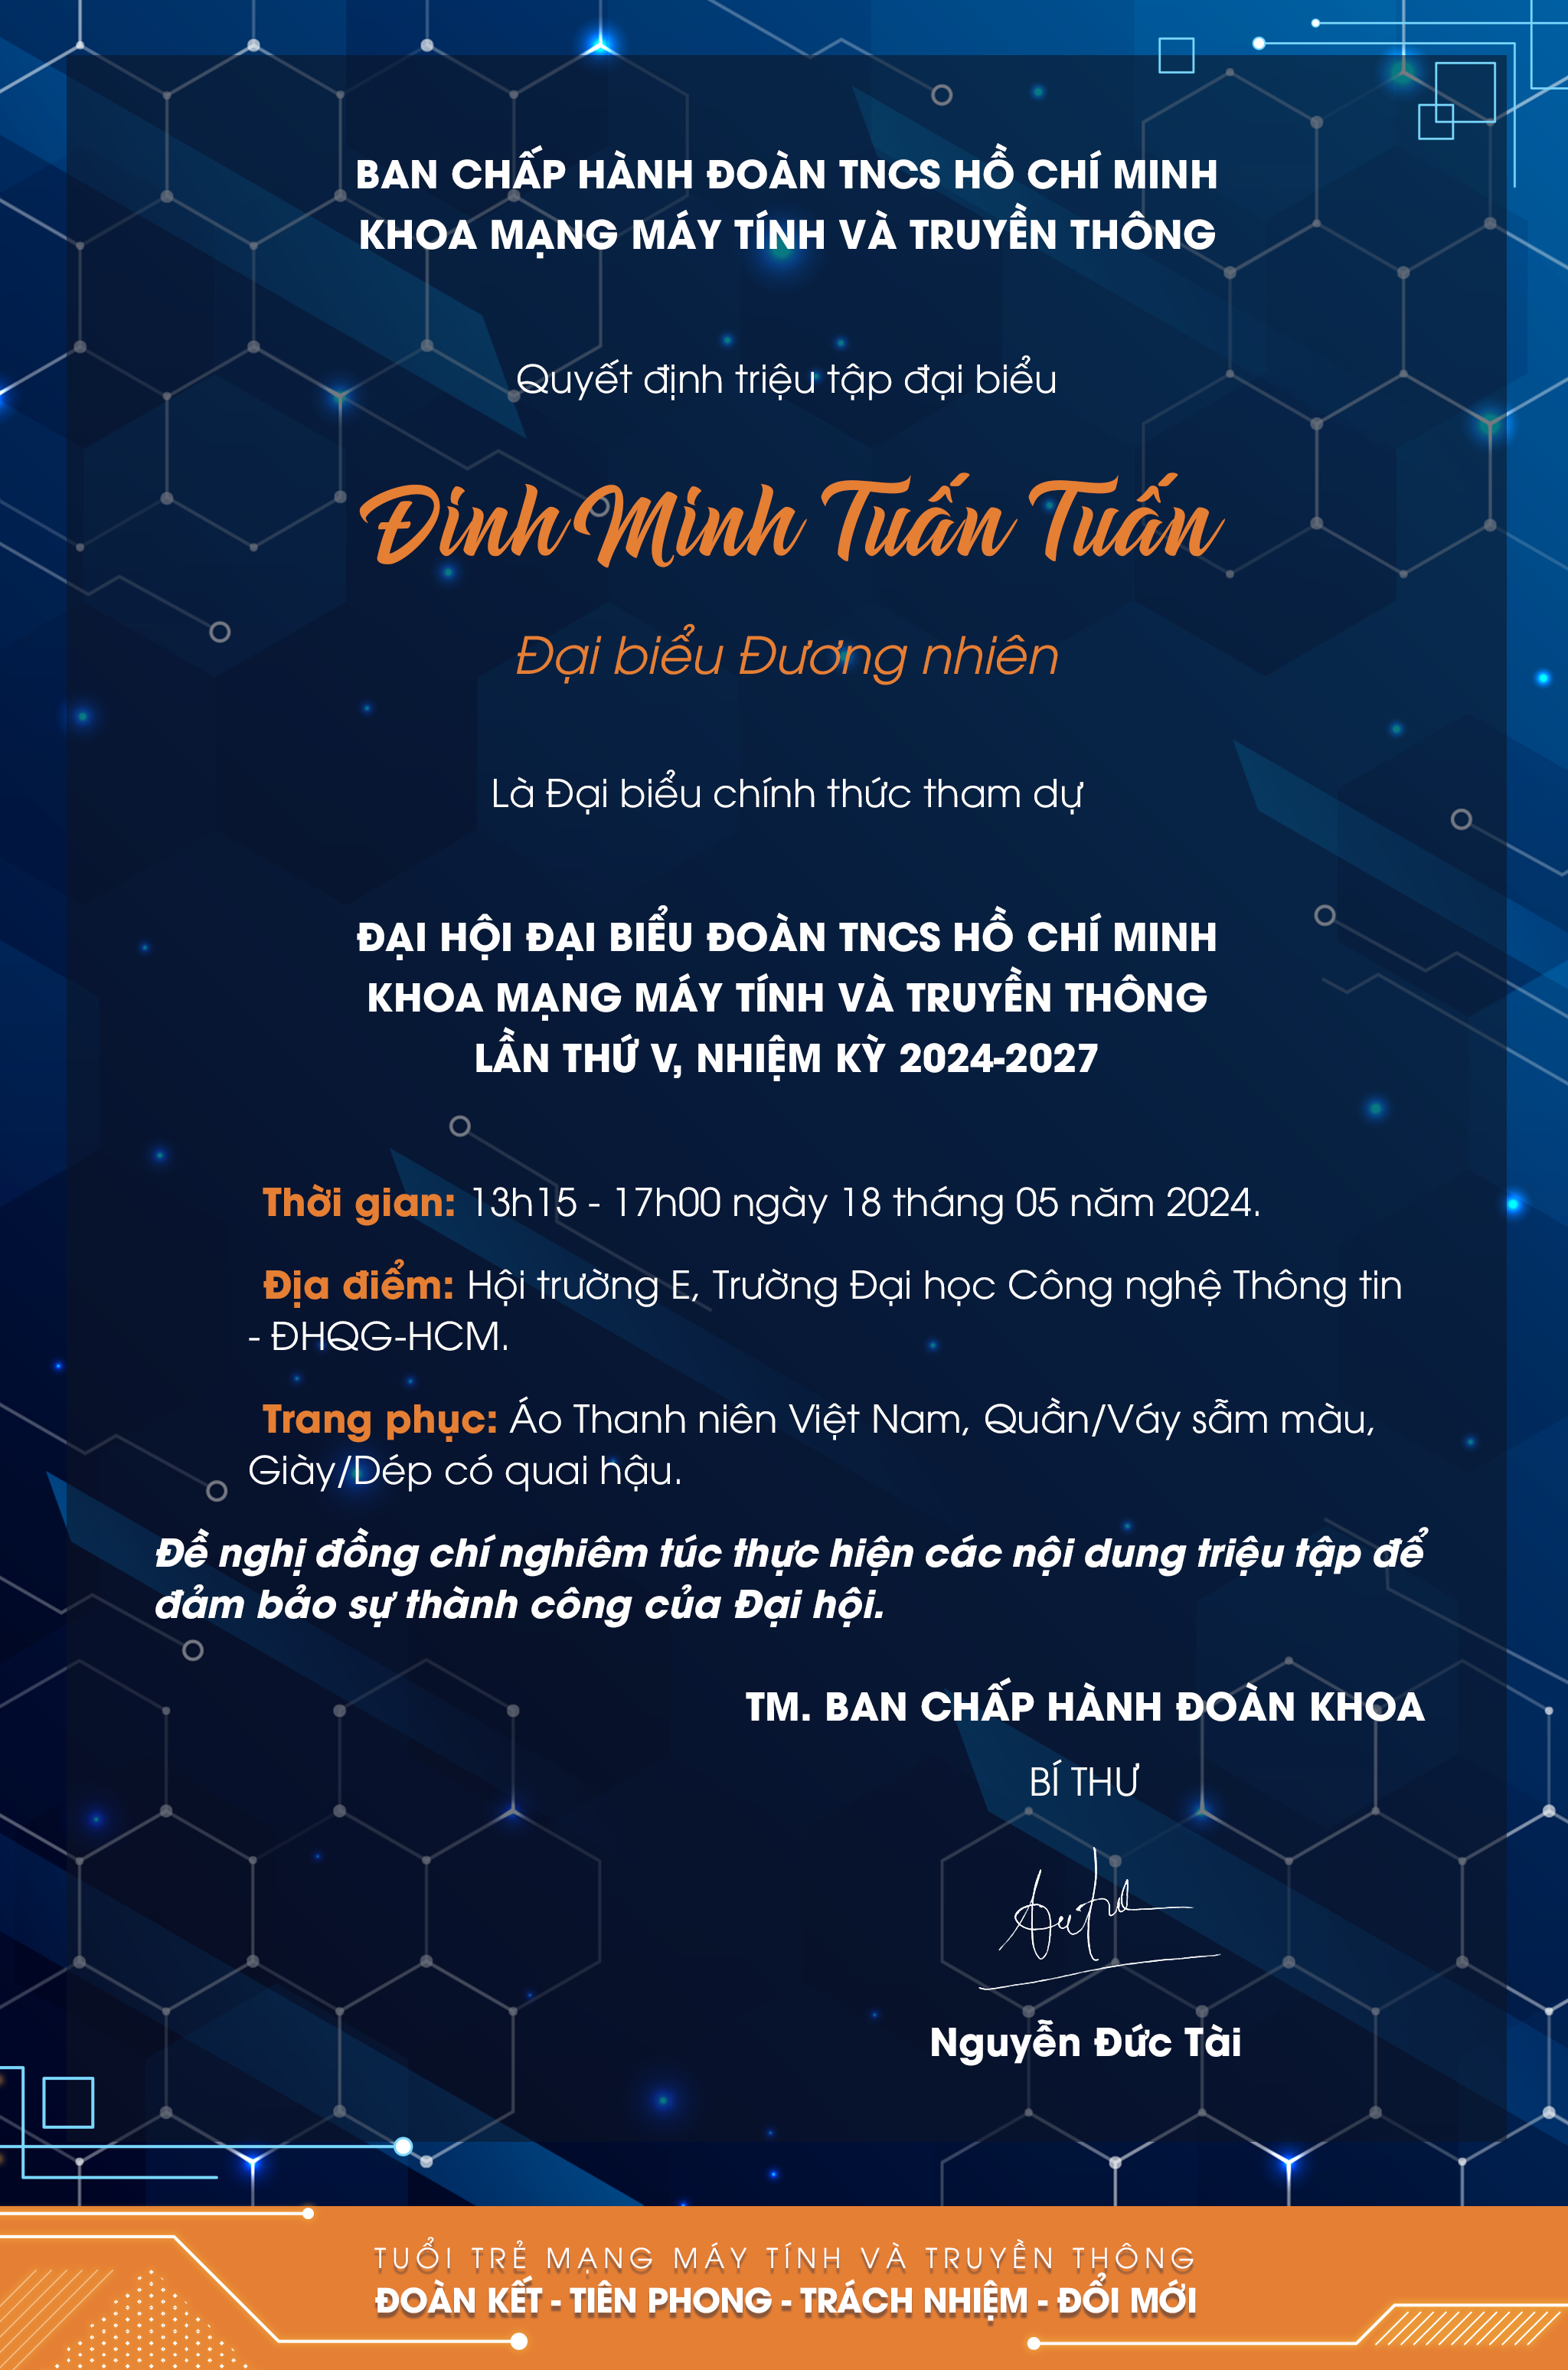 BAN CHẤP HÀNH ĐOÀN TNCS HỒ CHÍ MINH
KHOA MẠNG MÁY TÍNH VÀ TRUYỀN THÔNG
Quyết định triệu tập đại biểu
Đinh Minh Tuấn Tuấn
Đại biểu Đương nhiên
Là Đại biểu chính thức tham dự
ĐẠI HỘI ĐẠI BIỂU ĐOÀN TNCS HỒ CHÍ MINH
KHOA MẠNG MÁY TÍNH VÀ TRUYỀN THÔNG
LẦN THỨ V, NHIỆM KỲ 2024-2027
Thời gian: 13h15 - 17h00 ngày 18 tháng 05 năm 2024.
Địa điểm: Hội trường E, Trường Đại học Công nghệ Thông tin
- ĐHQG-HCM.
Trang phục: Áo Thanh niên Việt Nam, Quần/Váy sẫm màu,
Giày/Dép có quai hậu.
Đề nghị đồng chí nghiêm túc thực hiện các nội dung triệu tập để
đảm bảo sự thành công của Đại hội.
TM. BAN CHẤP HÀNH ĐOÀN KHOA
BÍ THƯ
Nguyễn Đức Tài
TUỔI TRẺ MẠNG MÁY TÍNH VÀ TRUYỀN THÔNG
ĐOÀN KẾT - TIÊN PHONG - TRÁCH NHIỆM - ĐỔI MỚI